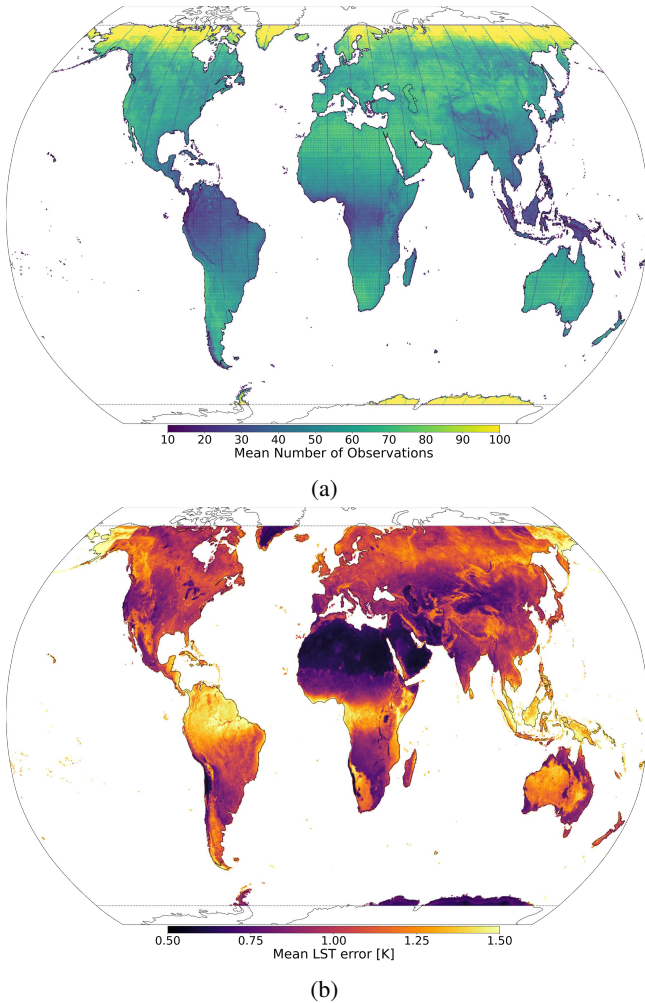 10 20 30 40 50 60 70 80 90 100
Mean Number of Observations
(a)
0.50 0.75 1.00 1.25 1.50
Mean LST error [K]
(b)